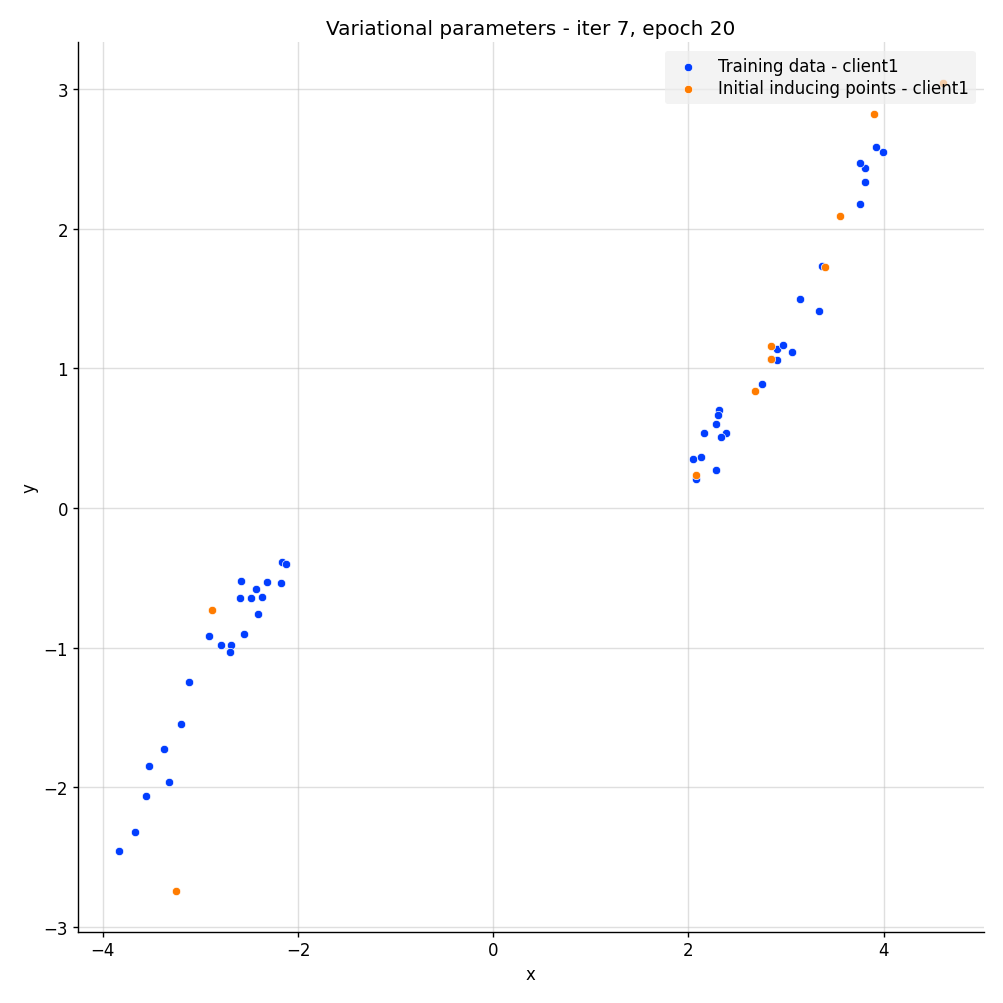 Variational parameters - iter 7, epoch 20
Training data - client1
Initial inducing points - client1
3
2
1
0
−1
−2
−3
y
−4
−2
0
2
4
x